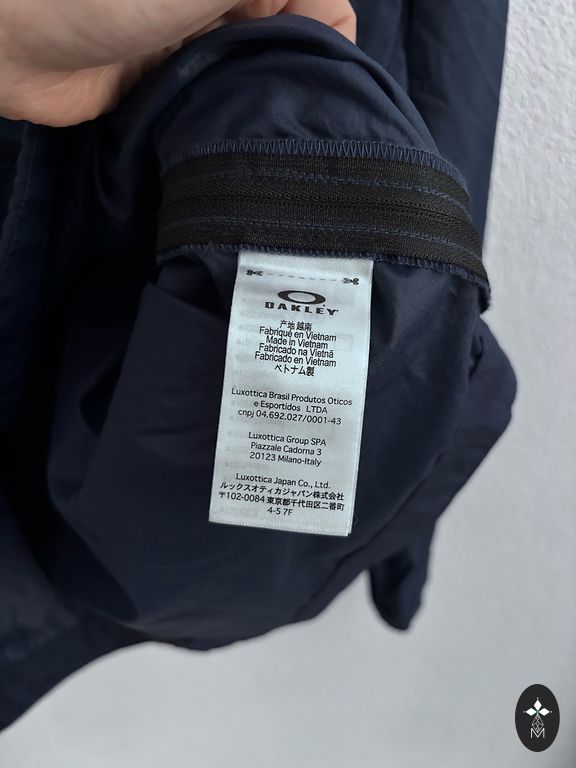 OAKLEY
产地 越南
Fabriqué en Vietnam
Made in Vietnam
Fabricado na Vietnã
Fabricado en Vietnam
ベトナム製
Luxottica Brasil Produtos Oticos
e Esportidos LTDA
cnpj 04.692.027/0001-43
Luxottica Group SPA
Piazzale Cadorna 3
20123 Milano-Italy
Luxottica Japan Co., Ltd.
ルックスオティカジャパン株式会社
〒102-0084 東京都千代田区二番町
4-5 7F
M